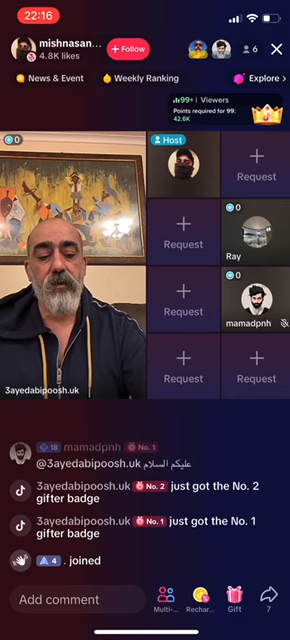 22:16
mishnasan...
4.8K likes
+ Follow
6
News & Event
Weekly Ranking
Explore >
99+ | Viewers
Points required for 99:
42.6K
0
Host
+
Request
+
Request
+
Request
0
Ray
+
Request
0
mamadpnh
+
Request
+
Request
3ayedabipoosh.uk
18 mamadpnh No. 1
@3ayedabipoosh.uk عليكم السلام
3ayedabipoosh.uk No. 2 just got the No. 2
gifter badge
3ayedabipoosh.uk No. 1 just got the No. 1
gifter badge
4 . joined
Add comment
Multi-...
Rechar...
Gift
7